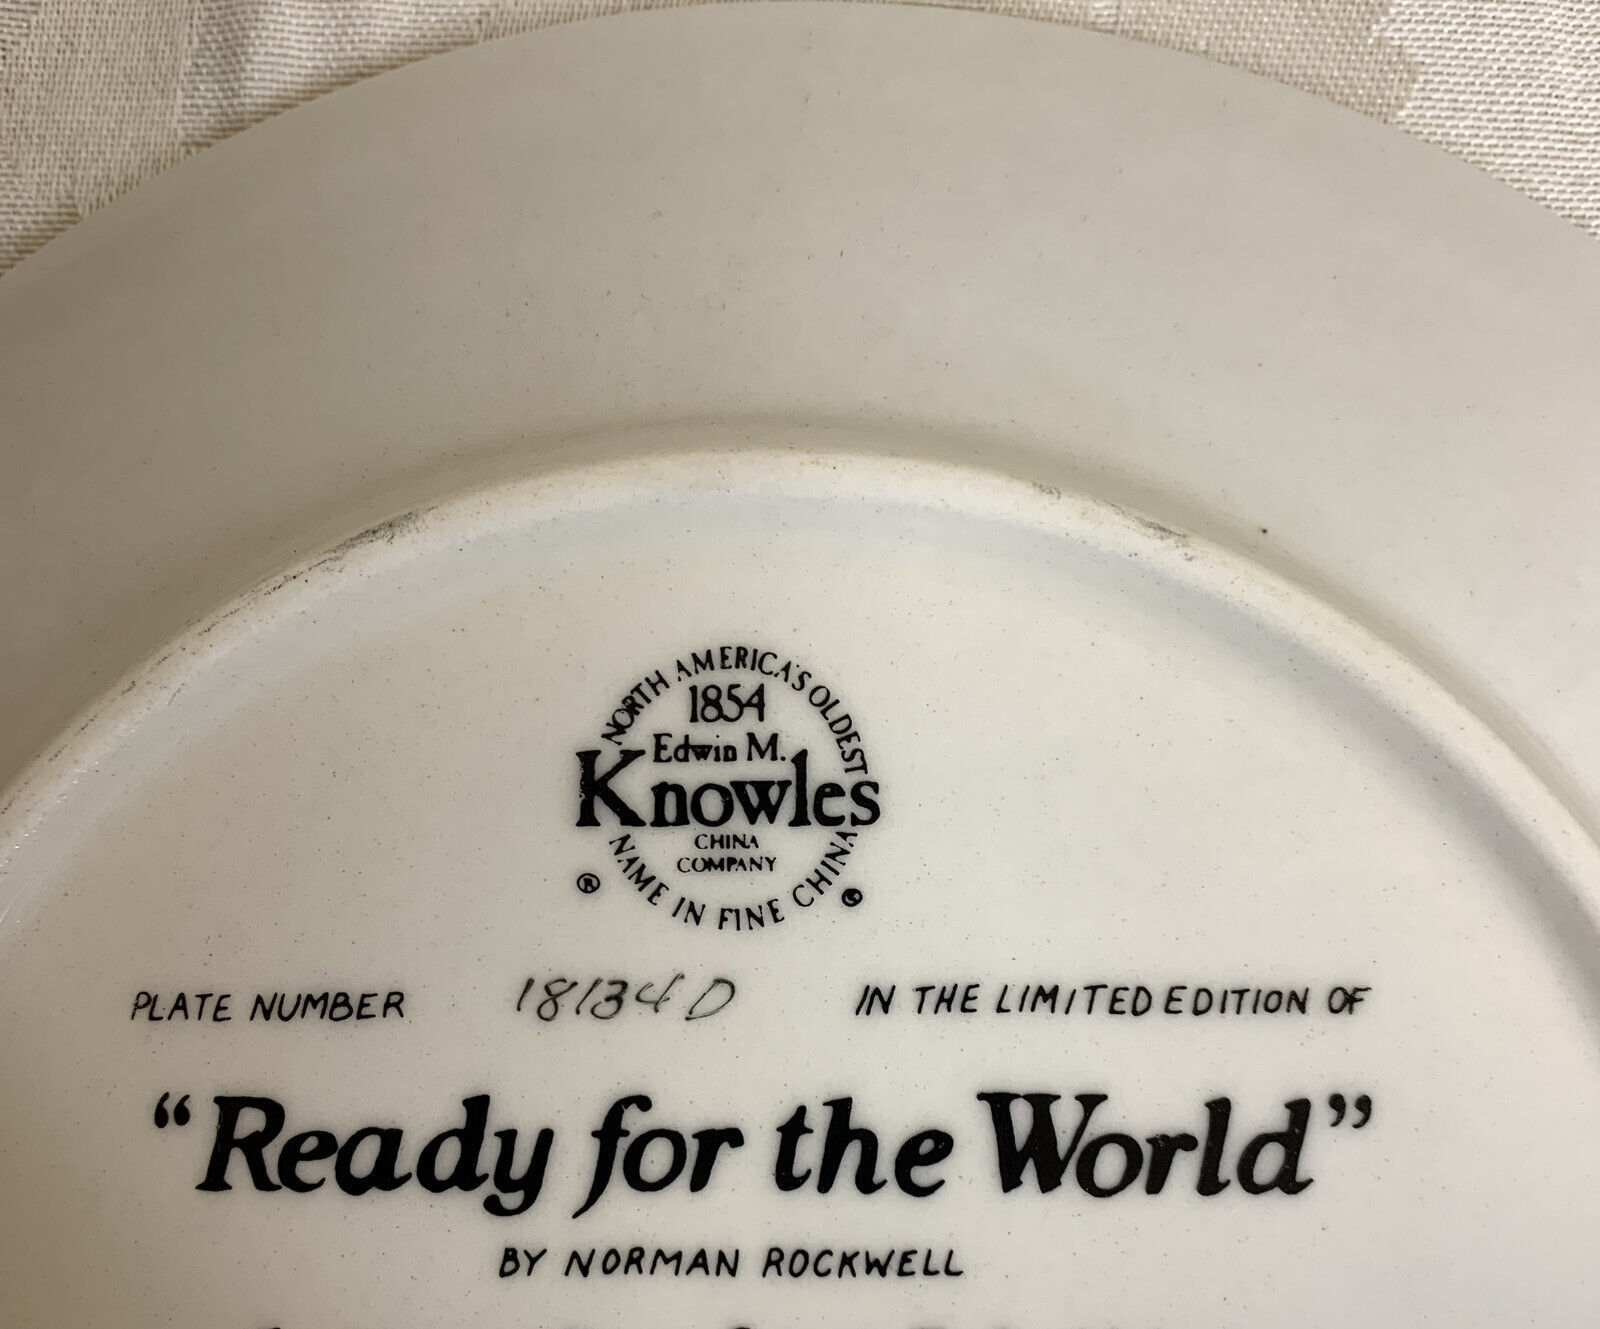 NORTH AMERICA'S OLDEST
1854
Edwin M.
Knowles
CHINA
COMPANY
NAME IN FINE CHINA
®
PLATE NUMBER 18134D IN THE LIMITED EDITION OF
“Ready for the World”
BY NORMAN ROCKWELL